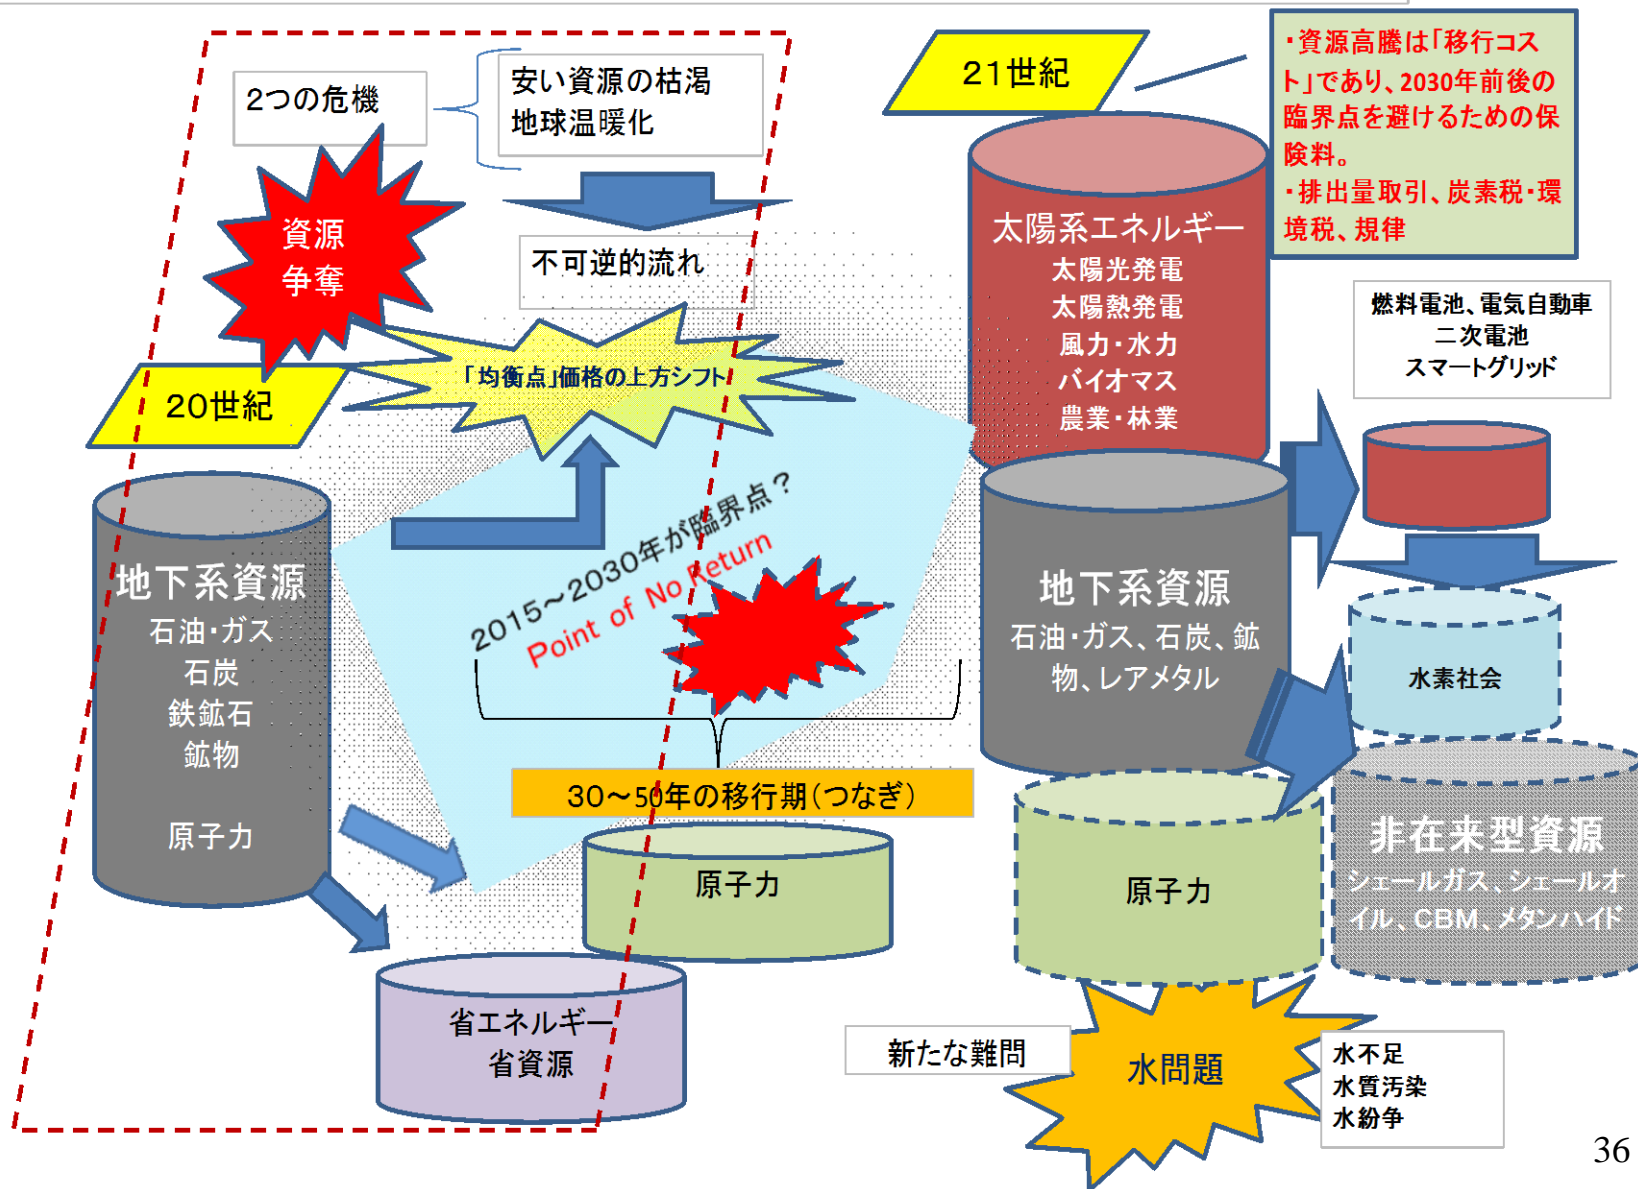 2つの危機
安い資源の枯渇
地球温暖化
21世紀
・資源高騰は「移行コス
ト」であり、2030年前後の
臨界点を避けるための保
険料。
・排出量取引、炭素税・環
境税、規律
資源
争奪
不可逆的流れ
「均衡点」価格の上方シフト
20世紀
太陽系エネルギー
太陽光発電
太陽熱発電
風力・水力
バイオマス
農業・林業
燃料電池、電気自動車
二次電池
スマートグリッド
2015～2030年が臨界点？
Point of No Return
地下系資源
石油・ガス
石炭
鉄鉱石
鉱物
原子力
地下系資源
石油・ガス、石炭、鉱
物、レアメタル
水素社会
30～50年の移行期（つなぎ）
原子力
原子力
非在来型資源
シェールガス、シェールオ
イル、CBM、メタンハイド
省エネルギー
省資源
新たな難問
水問題
水不足
水質汚染
水紛争
36